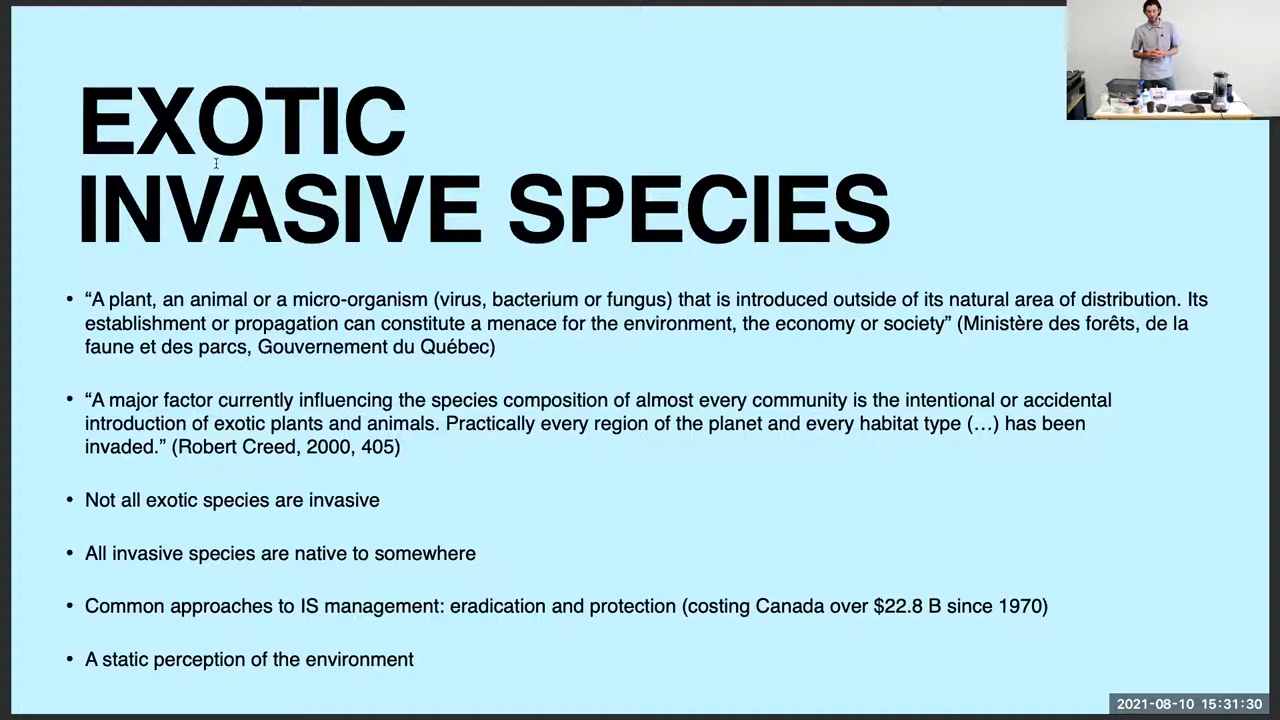 EXOTIC
INVASIVE SPECIES
• “A plant, an animal or a micro-organism (virus, bacterium or fungus) that is introduced outside of its natural area of distribution. Its
establishment or propagation can constitute a menace for the environment, the economy or society” (Ministère des forêts, de la
faune et des parcs, Gouvernement du Québec)
• “A major factor currently influencing the species composition of almost every community is the intentional or accidental
introduction of exotic plants and animals. Practically every region of the planet and every habitat type (…) has been
invaded.” (Robert Creed, 2000, 405)
• Not all exotic species are invasive
• All invasive species are native to somewhere
• Common approaches to IS management: eradication and protection (costing Canada over $22.8 B since 1970)
• A static perception of the environment
2021-08-10 15:31:30